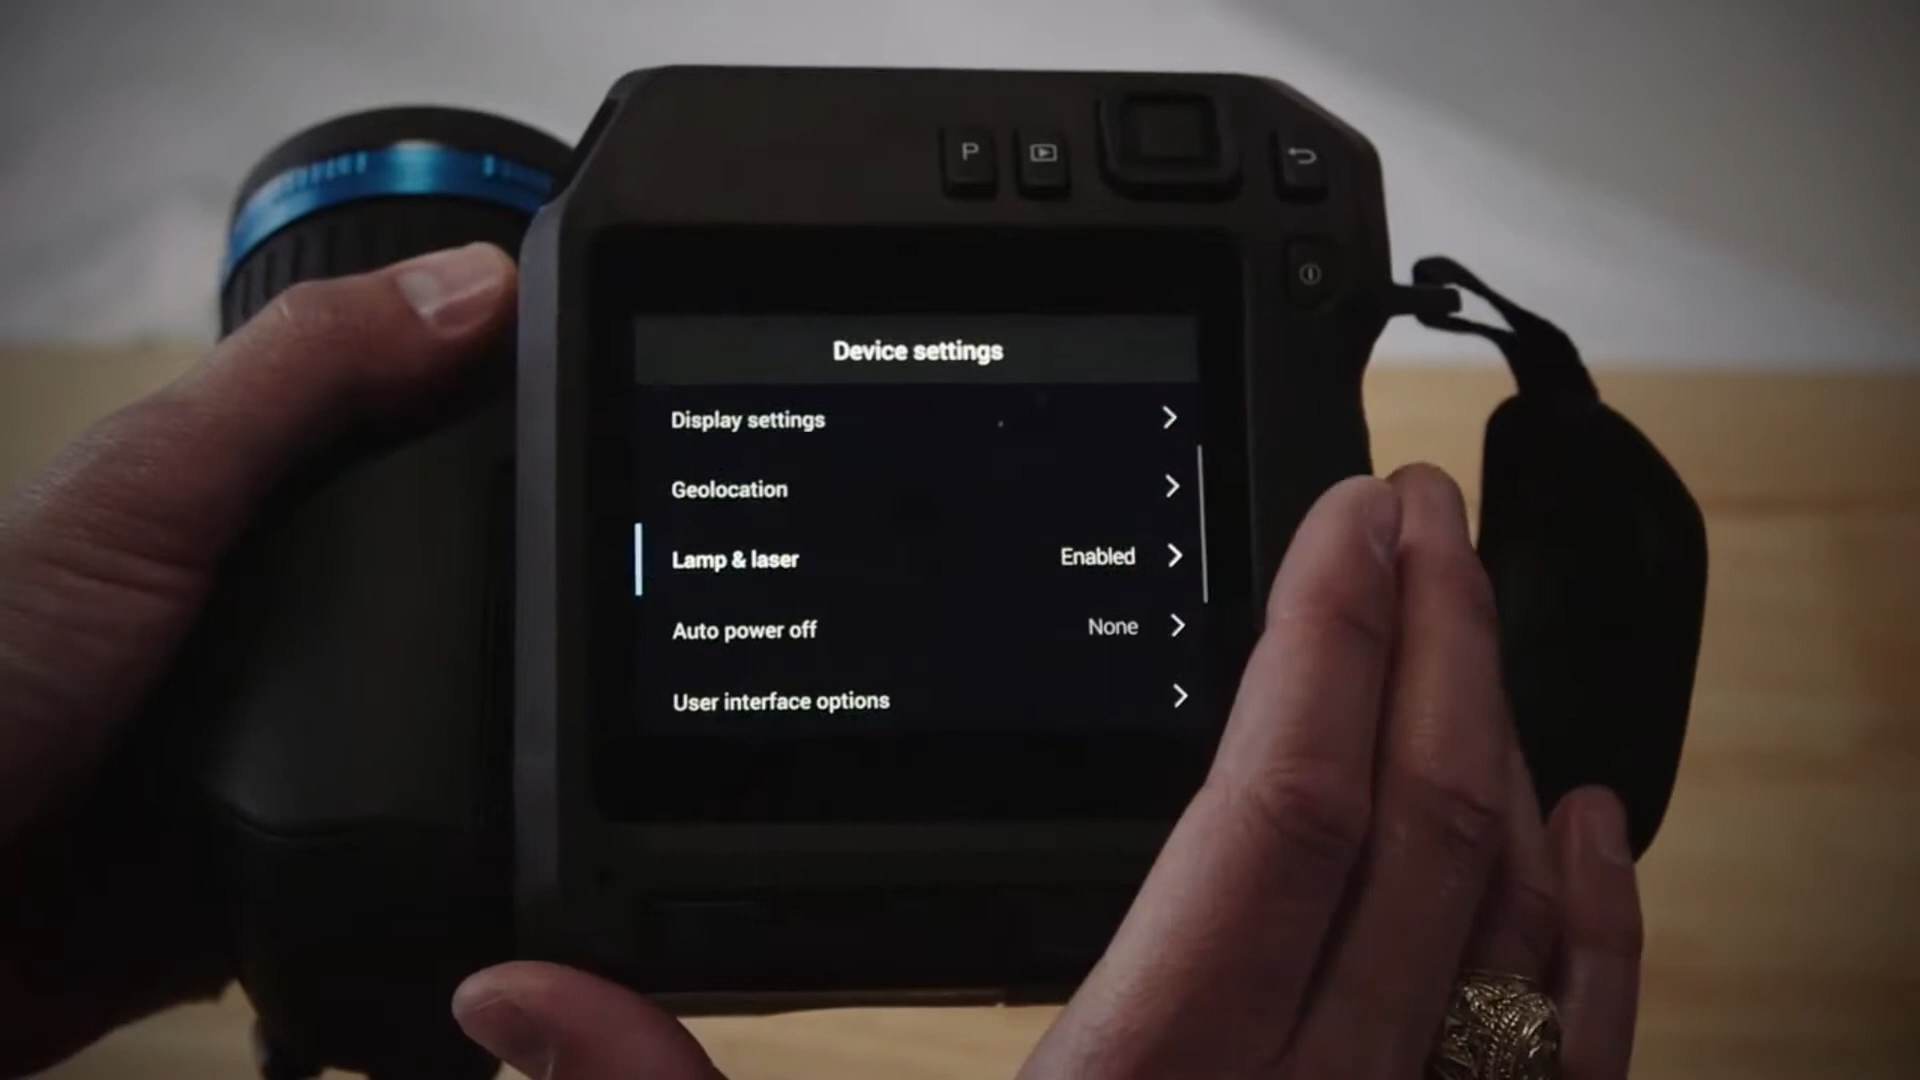 P
Device settings
Display settings
Geolocation
Lamp & laser Enabled
Auto power off None
User interface options